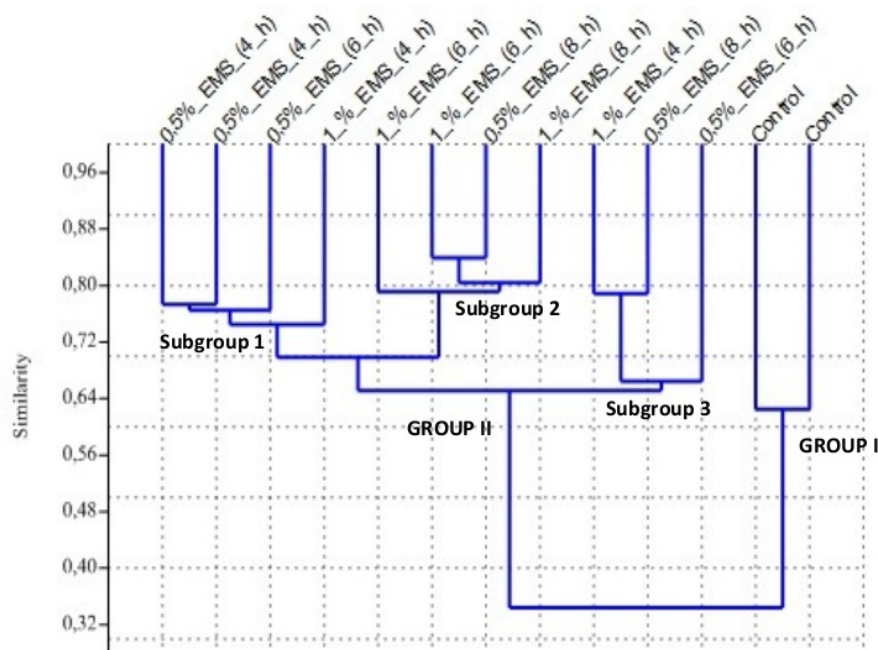 0.5%_EMS_(4_h)
0.5%_EMS_(4_h)
0.5%_EMS_(6_h)
1_%_EMS_(4_h)
1_%_EMS_(6_h)
1_%_EMS_(6_h)
0.5%_EMS_(8_h)
1_%_EMS_(8_h)
1_%_EMS_(4_h)
0.5%_EMS_(8_h)
0.5%_EMS_(6_h)
Control
Control
0,96
0,88
0,80
0,72
0,64
0,56
0,48
0,40
0,32
Similarity
Subgroup 1
Subgroup 2
Subgroup 3
GROUP II
GROUP I